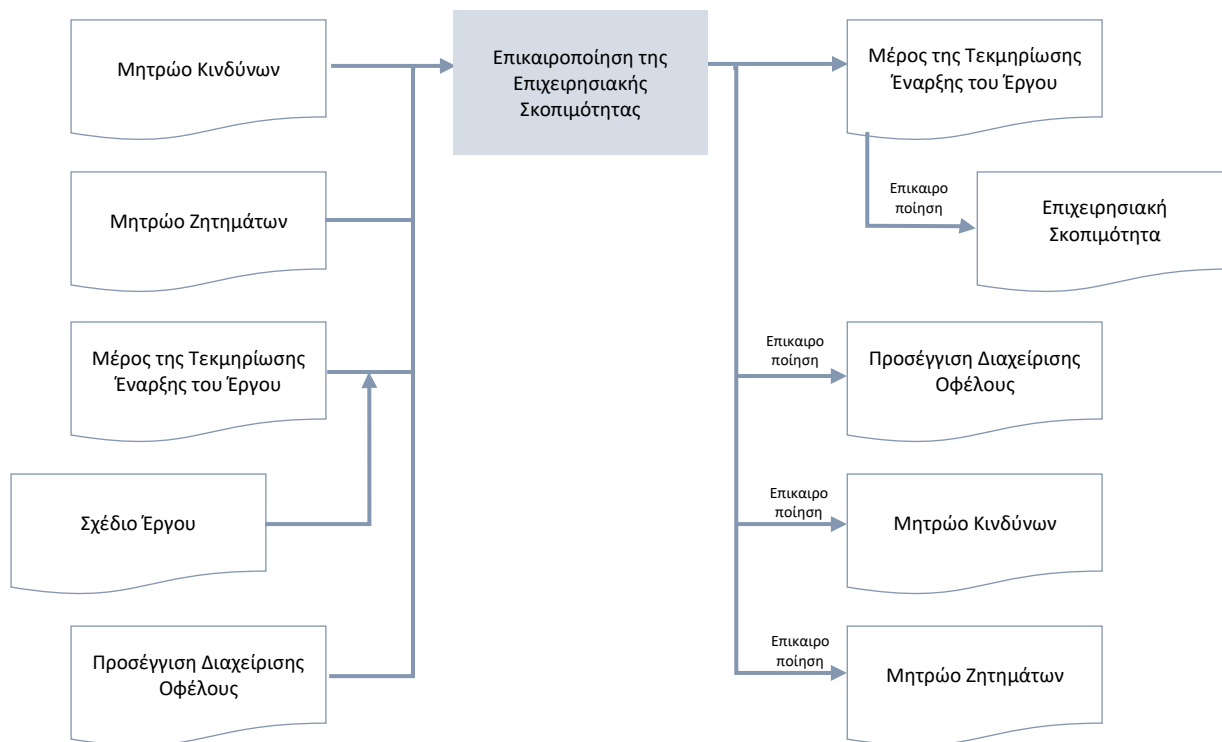 Μητρώο Κινδύνων
Επικαιροποίηση της
Επιχειρησιακής
Σκοπιμότητας
Μέρος της Τεκμηρίωσης
Έναρξης του Έργου
Μητρώο Ζητημάτων
Επικαιρο
ποίηση
Επιχειρησιακή
Σκοπιμότητα
Μέρος της Τεκμηρίωσης
Έναρξης του Έργου
Επικαιρο
ποίηση
Προσέγγιση Διαχείρισης
Οφέλους
Σχέδιο Έργου
Επικαιρο
ποίηση
Μητρώο Κινδύνων
Προσέγγιση Διαχείρισης
Οφέλους
Επικαιρο
ποίηση
Μητρώο Ζητημάτων